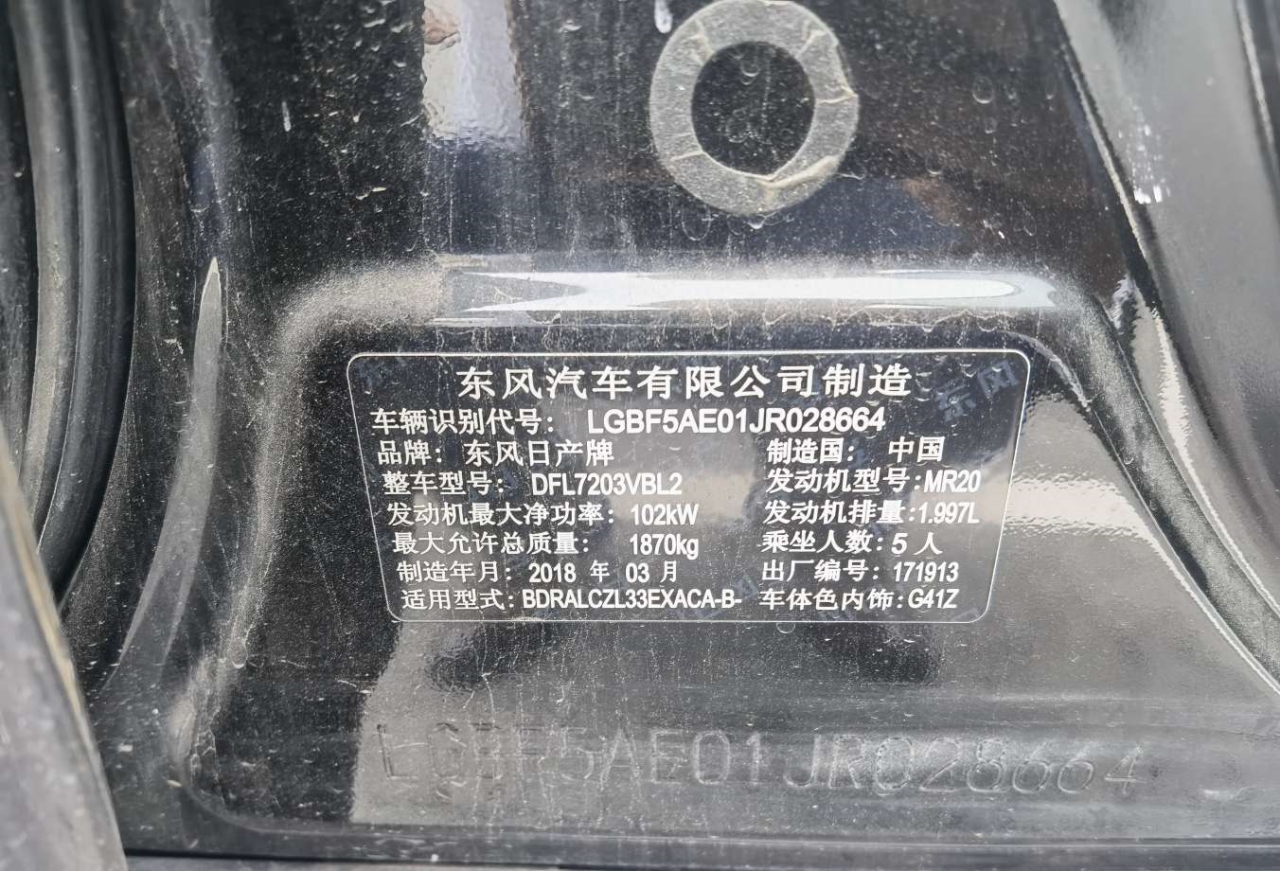 东风汽车有限公司制造
车辆识别代号: LGBF5AE01JR028664
品牌: 东风日产牌 制造国: 中国
整车型号: DFL7203VBL2 发动机型号:MR20
发动机最大净功率: 102kW 发动机排量:1.997L
最大允许总质量: 1870kg 乘坐人数: 5 人
制造年月: 2018 年 03 月 出厂编号: 171913
适用型式: BDRALCZL33EXACA-B- 车体色内饰:G41Z
东风
LGBF5AE01JR028664